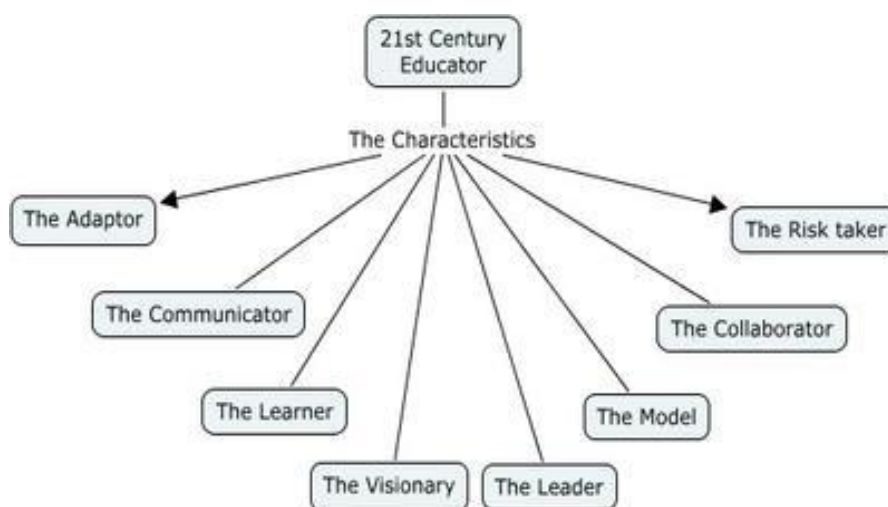 21st Century
Educator
The Characteristics
The Adaptor
The Risk taker
The Communicator
The Collaborator
The Learner
The Model
The Visionary
The Leader